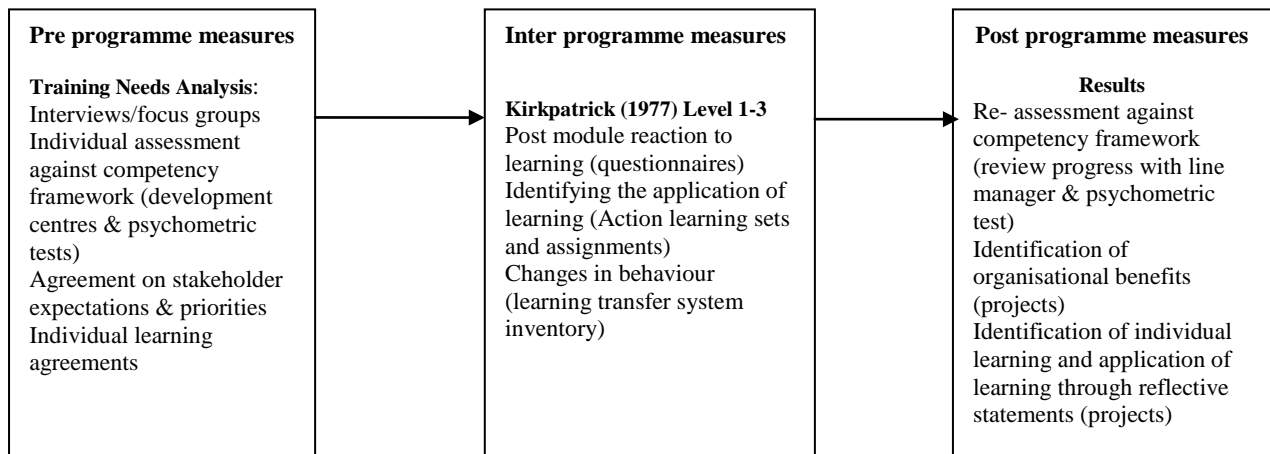 Pre programme measures
Training Needs Analysis:
Interviews/focus groups
Individual assessment
against competency
framework (development
centres & psychometric
tests)
Agreement on stakeholder
expectations & priorities
Individual learning
agreements
Inter programme measures
Kirkpatrick (1977) Level 1-3
Post module reaction to
learning (questionnaires)
Identifying the application of
learning (Action learning sets
and assignments)
Changes in behaviour
(learning transfer system
inventory)
Post programme measures
Results
Re- assessment against
competency framework
(review progress with line
manager & psychometric
test)
Identification of
organisational benefits
(projects)
Identification of individual
learning and application of
learning through reflective
statements (projects)